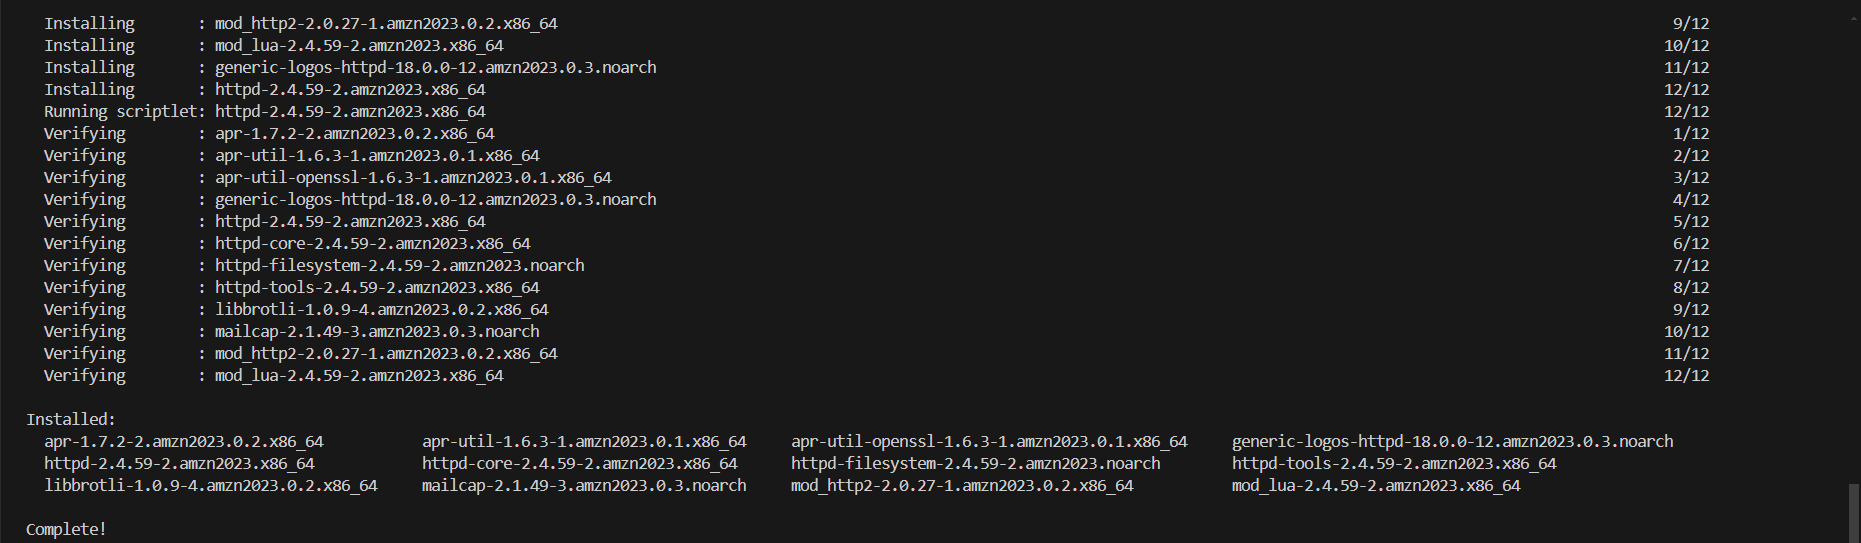 Installing : mod_http2-2.0.27-1.amzn2023.0.2.x86_64 9/12
Installing : mod_lua-2.4.59-2.amzn2023.x86_64 10/12
Installing : generic-logos-httpd-18.0.0-12.amzn2023.0.3.noarch 11/12
Installing : httpd-2.4.59-2.amzn2023.x86_64 12/12
Running scriptlet: httpd-2.4.59-2.amzn2023.x86_64 12/12
Verifying : apr-1.7.2-2.amzn2023.0.2.x86_64 1/12
Verifying : apr-util-1.6.3-1.amzn2023.0.1.x86_64 2/12
Verifying : apr-util-openssl-1.6.3-1.amzn2023.0.1.x86_64 3/12
Verifying : generic-logos-httpd-18.0.0-12.amzn2023.0.3.noarch 4/12
Verifying : httpd-2.4.59-2.amzn2023.x86_64 5/12
Verifying : httpd-core-2.4.59-2.amzn2023.x86_64 6/12
Verifying : httpd-filesystem-2.4.59-2.amzn2023.noarch 7/12
Verifying : httpd-tools-2.4.59-2.amzn2023.x86_64 8/12
Verifying : libbrotli-1.0.9-4.amzn2023.0.2.x86_64 9/12
Verifying : mailcap-2.1.49-3.amzn2023.0.3.noarch 10/12
Verifying : mod_http2-2.0.27-1.amzn2023.0.2.x86_64 11/12
Verifying : mod_lua-2.4.59-2.amzn2023.x86_64 12/12
Installed:
apr-1.7.2-2.amzn2023.0.2.x86_64 apr-util-1.6.3-1.amzn2023.0.1.x86_64 apr-util-openssl-1.6.3-1.amzn2023.0.1.x86_64 generic-logos-httpd-18.0.0-12.amzn2023.0.3.noarch
httpd-2.4.59-2.amzn2023.x86_64 httpd-core-2.4.59-2.amzn2023.x86_64 httpd-filesystem-2.4.59-2.amzn2023.noarch httpd-tools-2.4.59-2.amzn2023.x86_64
libbrotli-1.0.9-4.amzn2023.0.2.x86_64 mailcap-2.1.49-3.amzn2023.0.3.noarch mod_http2-2.0.27-1.amzn2023.0.2.x86_64 mod_lua-2.4.59-2.amzn2023.x86_64
Complete!